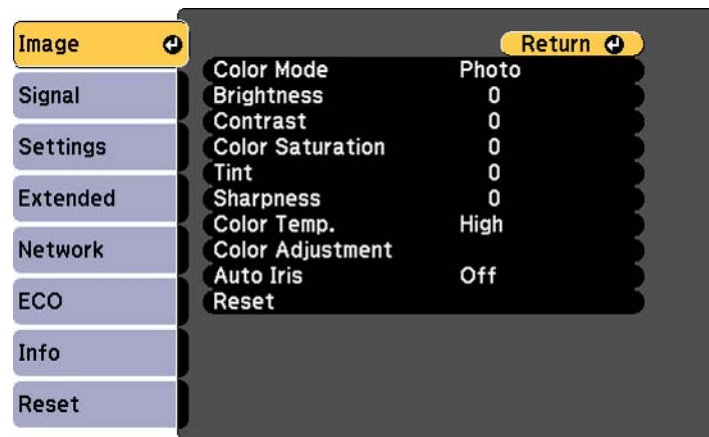 Image
Signal
Settings
Extended
Network
ECO
Info
Reset
Return
Color Mode Photo
Brightness 0
Contrast 0
Color Saturation 0
Tint 0
Sharpness 0
Color Temp. High
Color Adjustment
Auto Iris Off
Reset